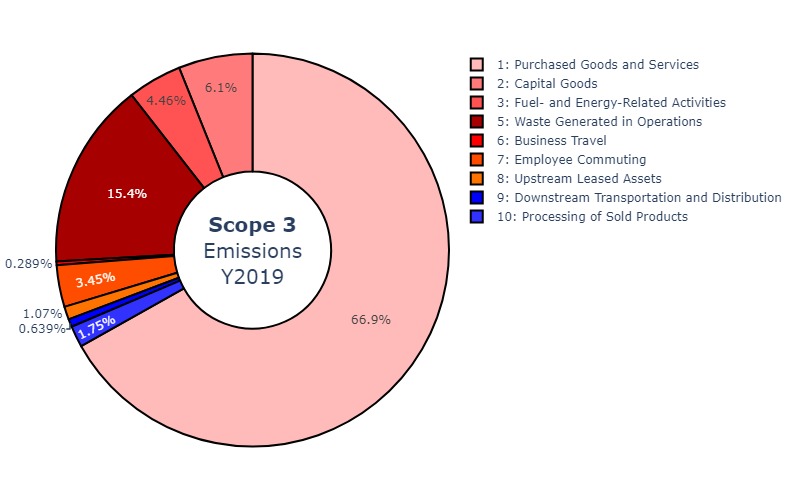 6.1%
4.46%
15.4%
0.289%
3.45%
1.07%
0.639%
1.75%
66.9%
Scope 3
Emissions
Y2019
1: Purchased Goods and Services
2: Capital Goods
3: Fuel- and Energy-Related Activities
5: Waste Generated in Operations
6: Business Travel
7: Employee Commuting
8: Upstream Leased Assets
9: Downstream Transportation and Distribution
10: Processing of Sold Products